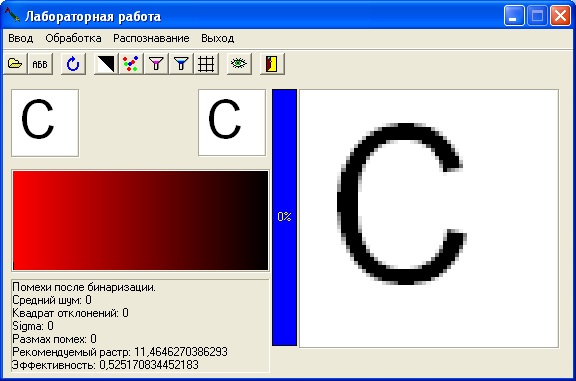 Лабораторная работа
Ввод Обработка Распознавание Выход
АБВ
С С
0%
С
Помехи после бинаризации.
Средний шум: 0
Квадрат отклонений: 0
Sigma: 0
Размах помех: 0
Рекомендуемый растр: 11,4646270386293
Эффективность: 0,525170834452183